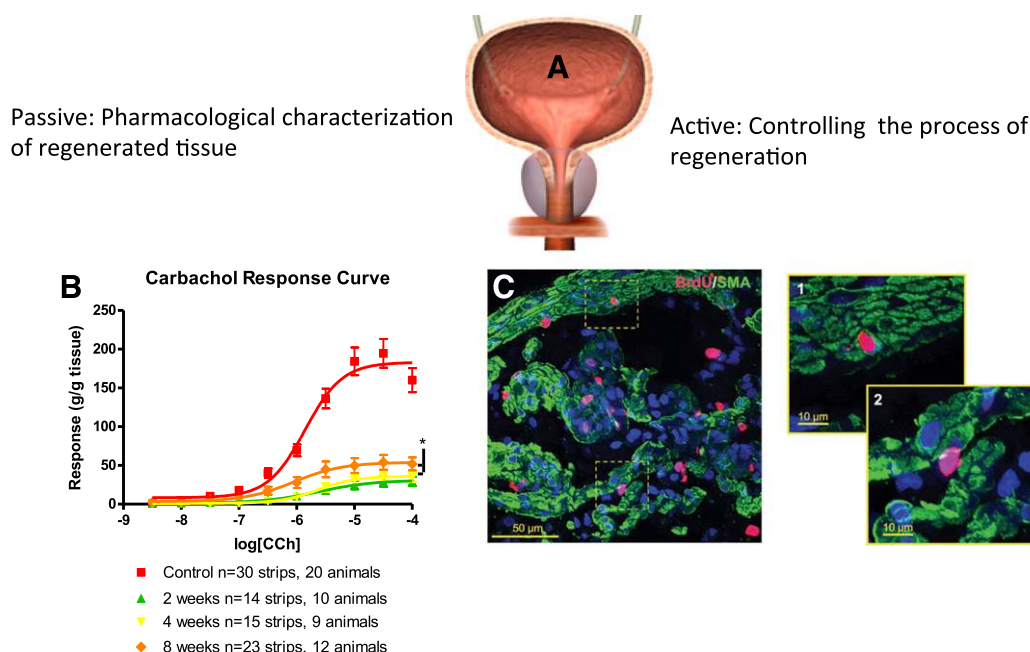 A
Passive: Pharmacological characterization
of regenerated tissue
Active: Controlling the process of
regeneration
B
Carbachol Response Curve
250
200
150
100
50
0
Response (g/g tissue)
-9
-8
-7
-6
-5
-4
log[CCh]
*
Control n=30 strips, 20 animals
2 weeks n=14 strips, 10 animals
4 weeks n=15 strips, 9 animals
8 weeks n=23 strips, 12 animals
C
BrdU/SMA
50 µm
1
10 µm
2
10 µm